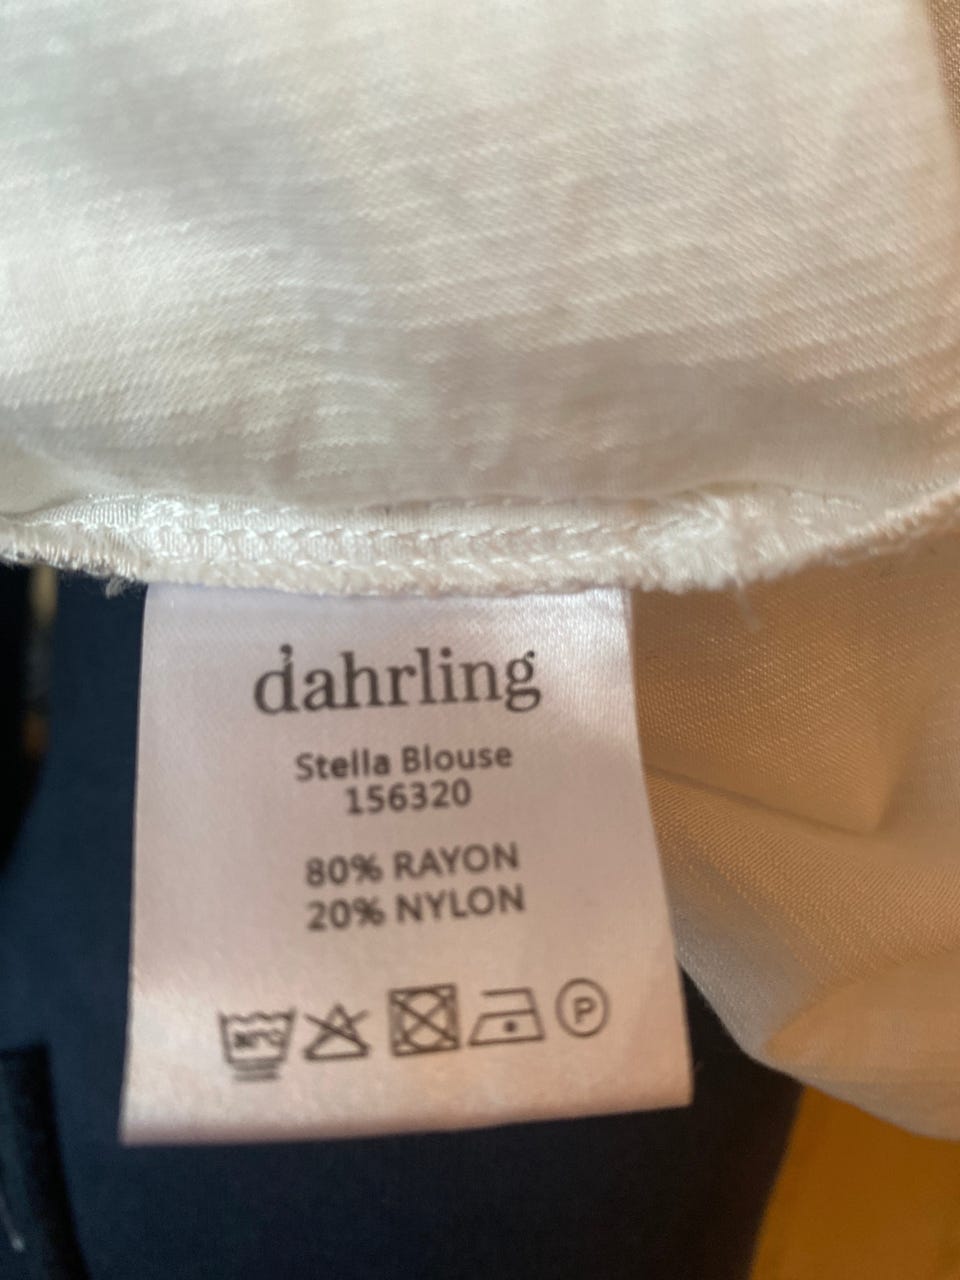 dahrling
Stella Blouse
156320
80% RAYON
20% NYLON
P